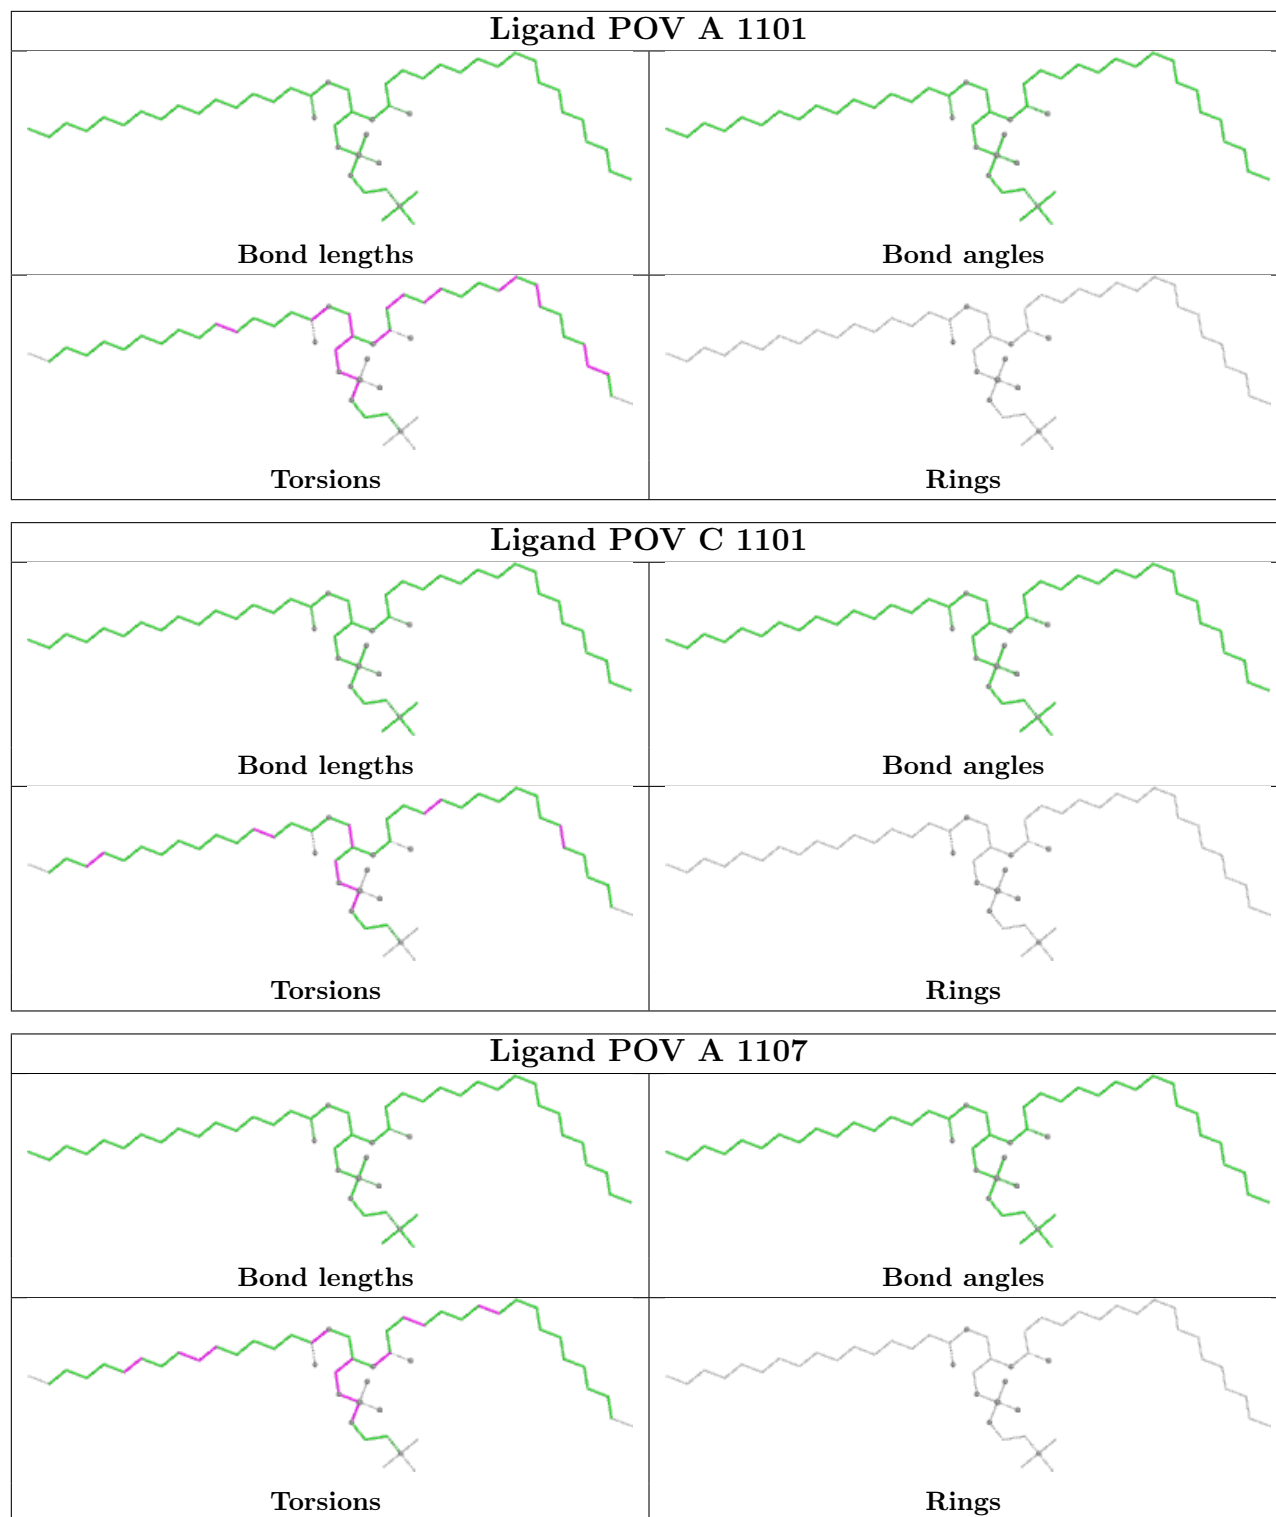 Ligand POV A 1101
Bond lengths
Bond angles
Torsions
Rings
Ligand POV C 1101
Bond lengths
Bond angles
Torsions
Rings
Ligand POV A 1107
Bond lengths
Bond angles
Torsions
Rings